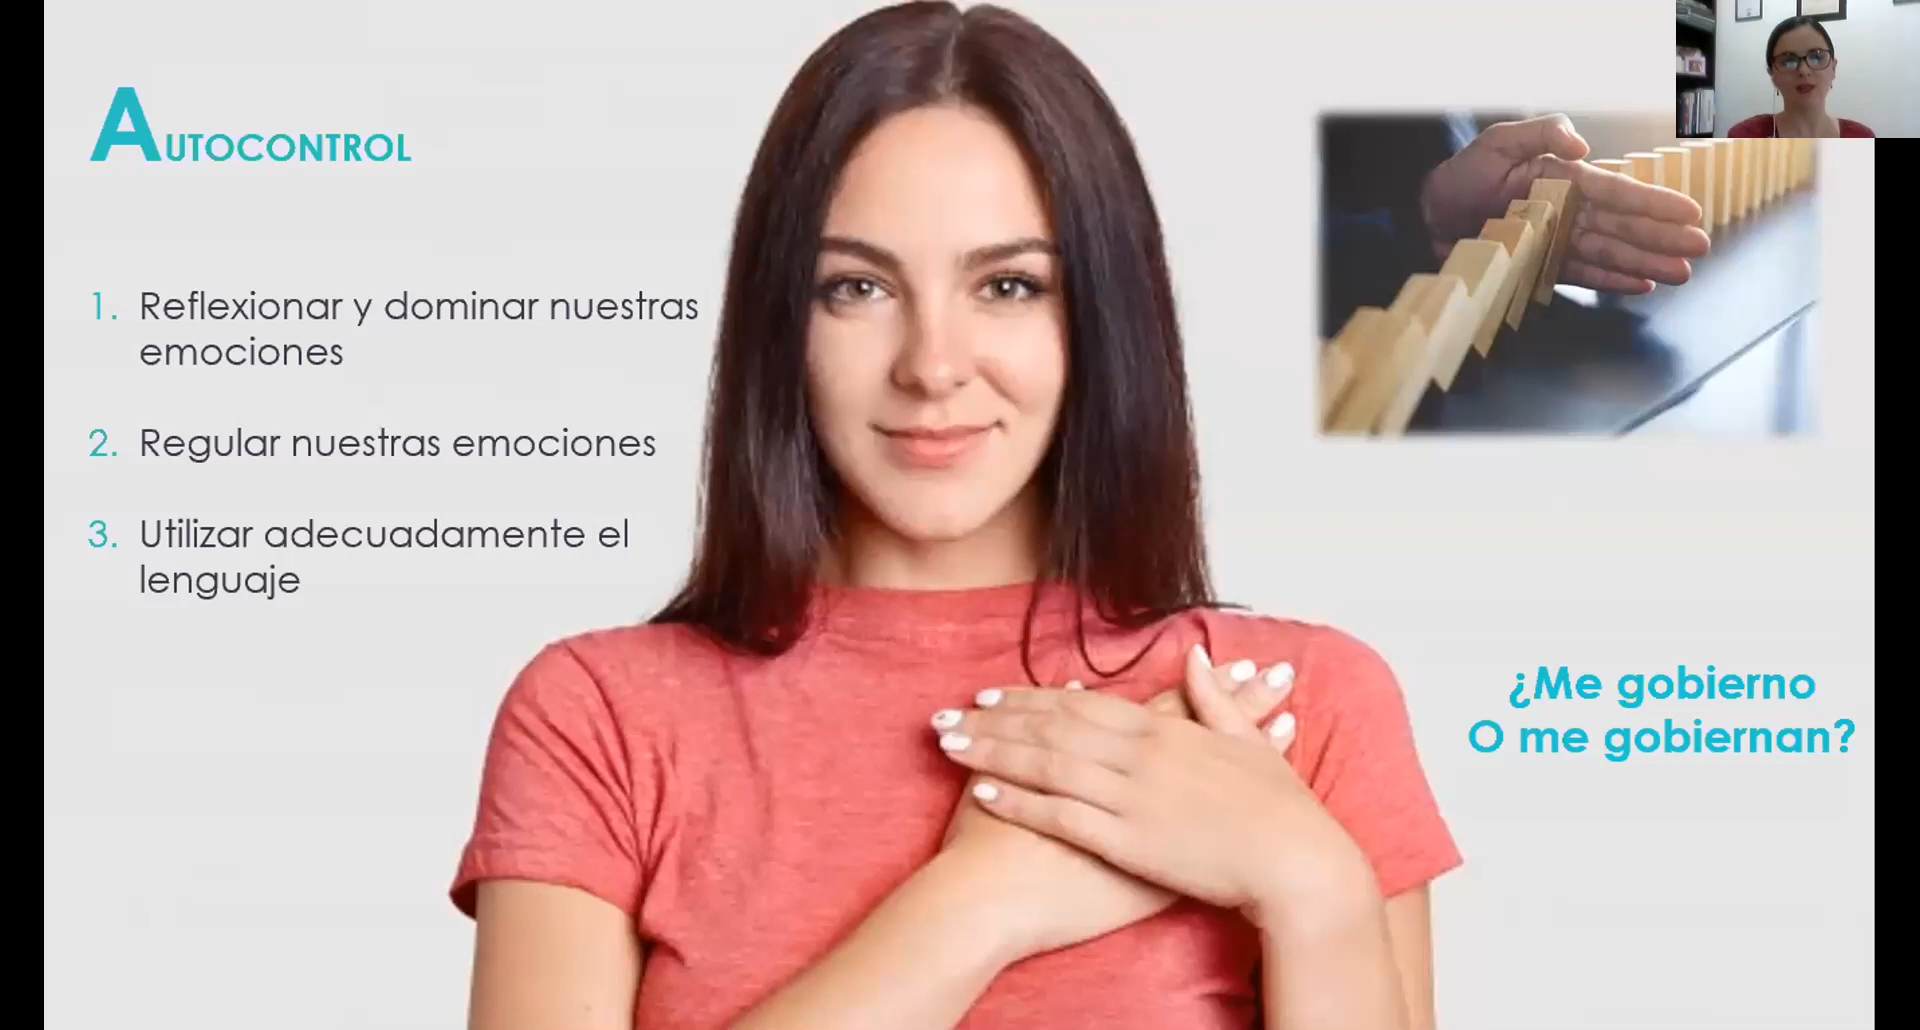 AUTOCONTROL
1. Reflexionar y dominar nuestras
emociones
2. Regular nuestras emociones
3. Utilizar adecuadamente el
lenguaje
¿Me gobierno
O me gobiernan?